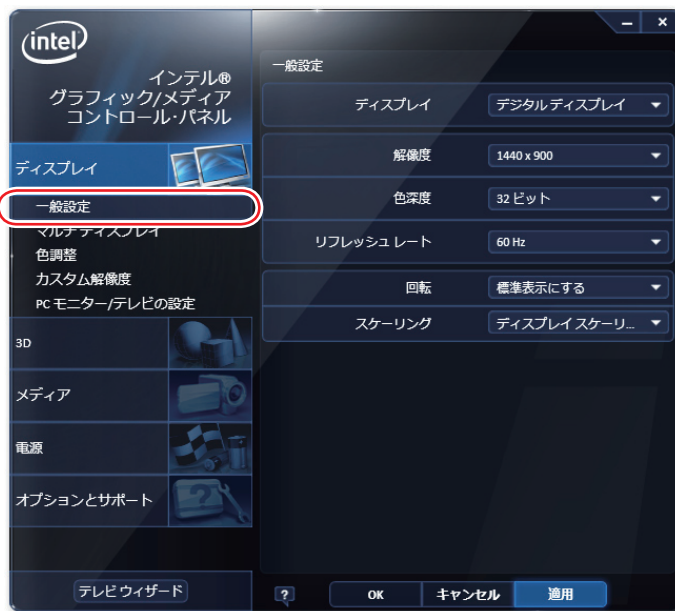 intel
インテル®
グラフィック/メディア
コントロール・パネル
ディスプレイ
一般設定
マルチ ディスプレイ
色調整
カスタム解像度
PC モニター/テレビの設定
3D
メディア
電源
オプションとサポート
テレビ ウィザード
一般設定
ディスプレイ デジタル ディスプレイ
解像度 1440 x 900
色深度 32 ビット
リフレッシュ レート 60 Hz
回転 標準表示にする
スケーリング ディスプレイ スケーリ...
? OK キャンセル 適用